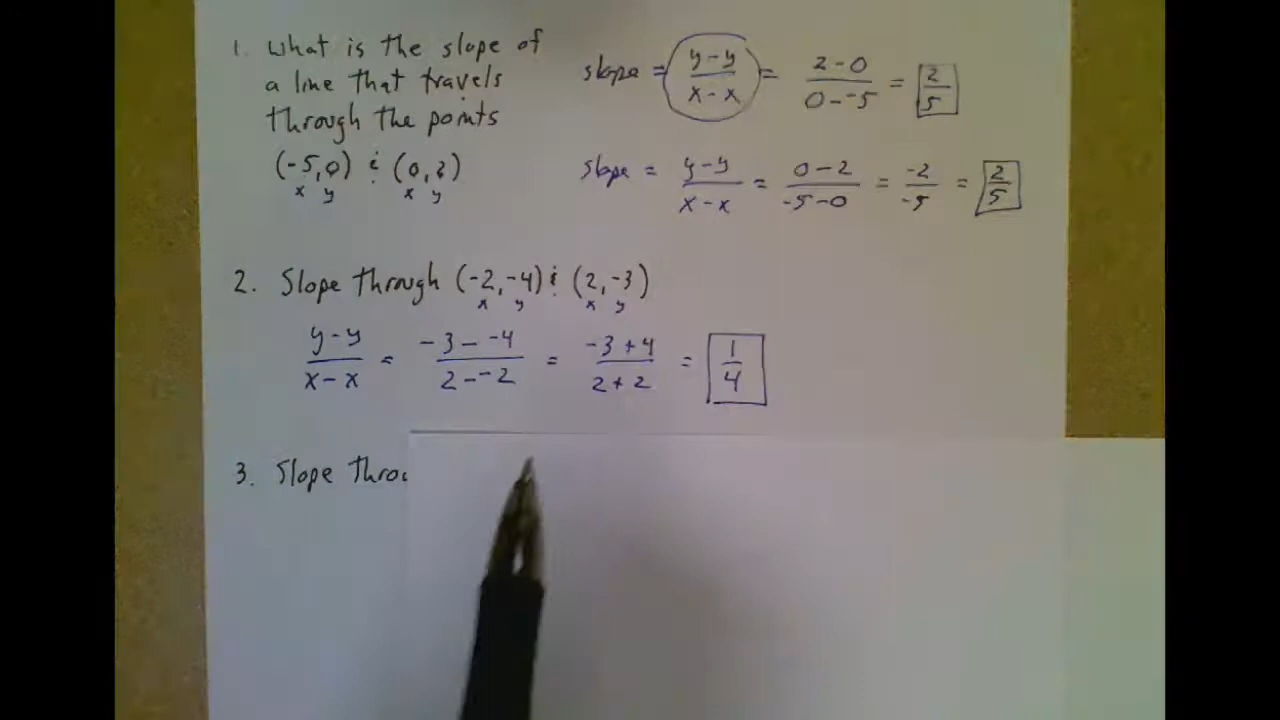 1. What is the slope of
a line that travels
through the points
(-5,0) & (0,2)
x y x y
slope = y-y/x-x = 2-0/0--5 = 2/5
slope = y-y/x-x = 0-2/-5-0 = -2/-5 = 2/5
2. Slope through (-2,-4) & (2,-3)
x y x y
y-y/x-x = -3--4/2--2 = -3+4/2+2 = 1/4
3. Slope